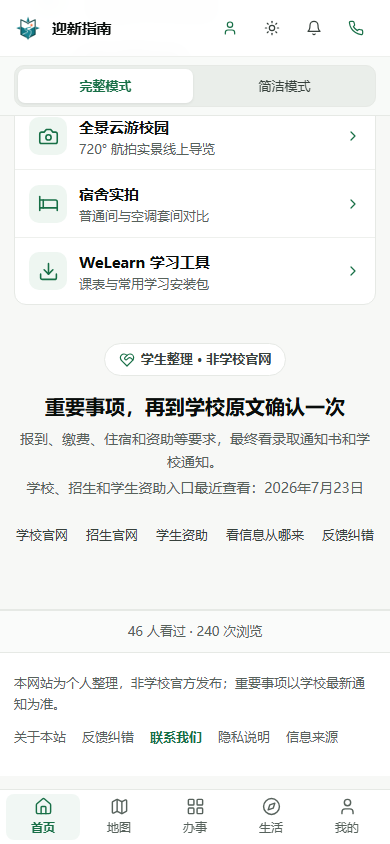 迎新指南
完整模式
简洁模式
全景云游校园
720° 航拍实景线上导览
宿舍实拍
普通间与空调套间对比
WeLearn 学习工具
课表与常用学习安装包
学生整理 • 非学校官网
重要事项，再到学校原文确认一次
报到、缴费、住宿和资助等要求，最终看录取通知书和学
校通知。
学校、招生和学生资助入口最近查看：2026年7月23日
学校官网 招生官网 学生资助 看信息从哪来 反馈纠错
46 人看过 · 240 次浏览
本网站为个人整理，非学校官方发布；重要事项以学校最新通
知为准。
关于本站 反馈纠错 联系我们 隐私说明 信息来源
首页 地图 办事 生活 我的